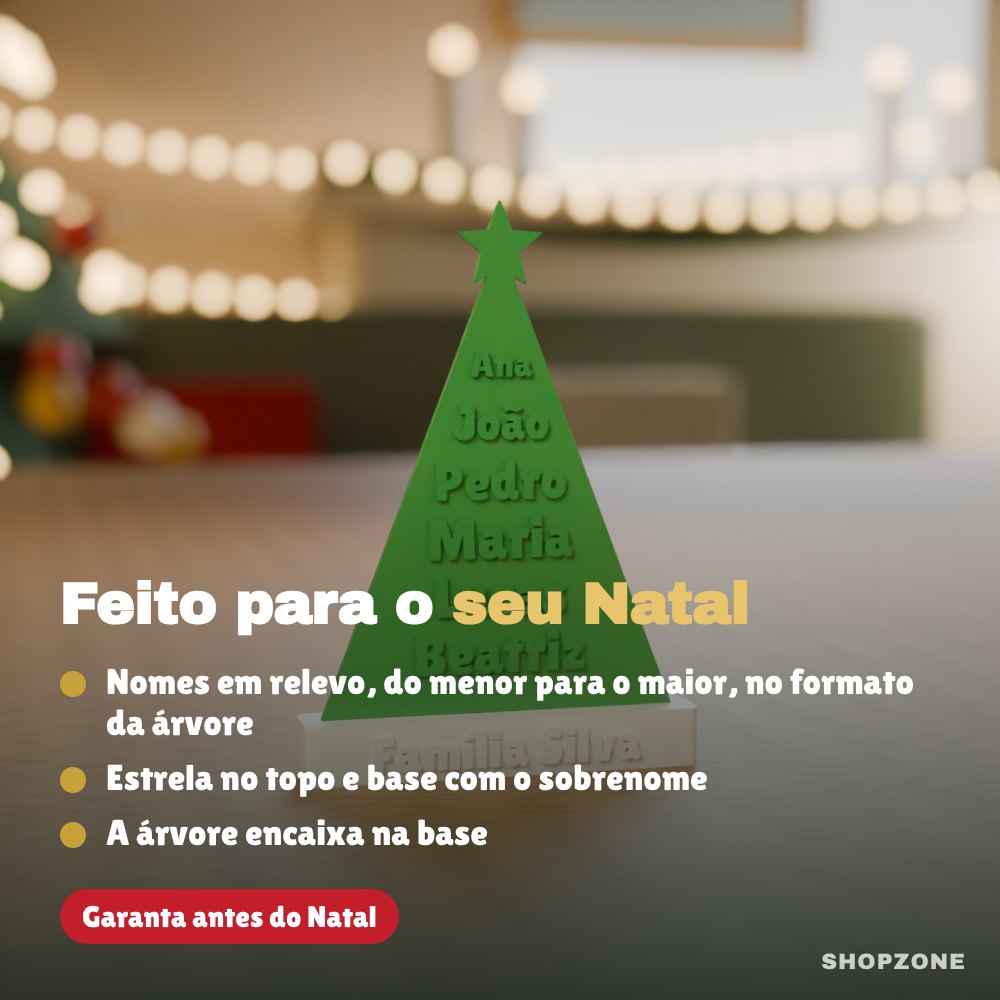 Ana
João
Pedro
Maria
Lucas
Feito para o seu Natal
Beatriz
Nomes em relevo, do menor para o maior, no formato
da árvore
Família Silva
Estrela no topo e base com o sobrenome
A árvore encaixa na base
Garanta antes do Natal
SHOPZONE